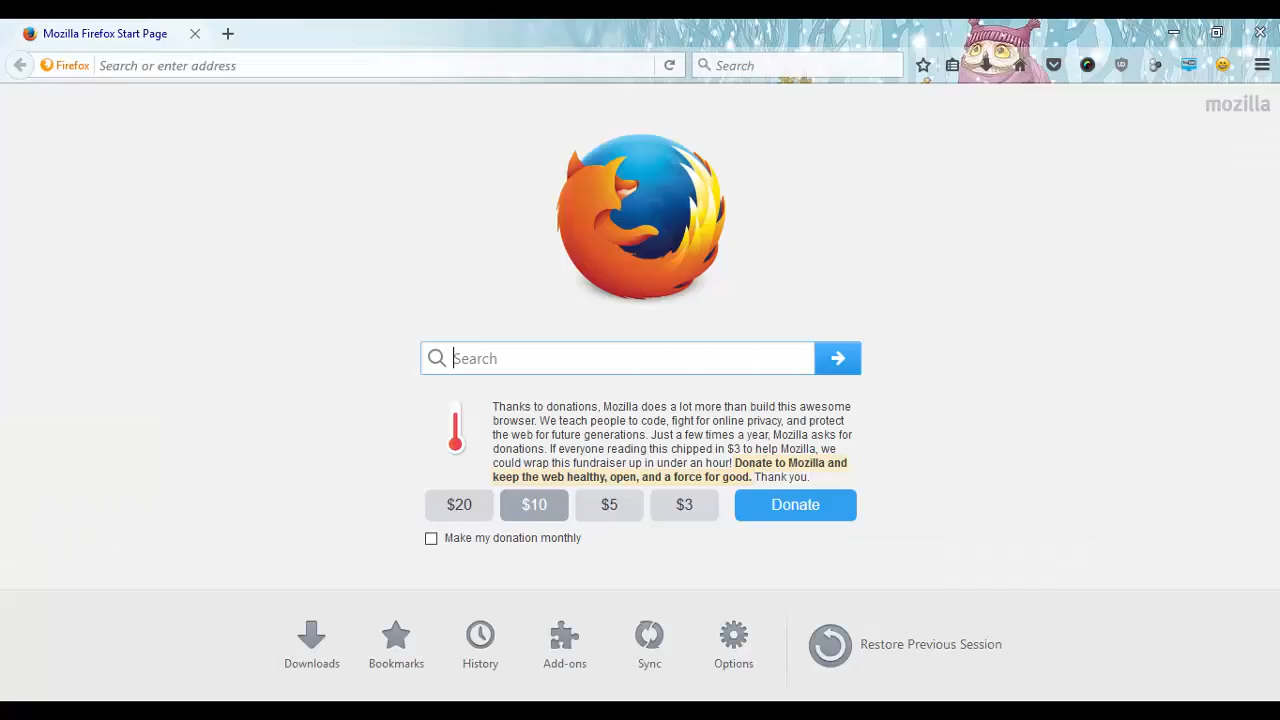 Mozilla Firefox Start Page
Firefox Search or enter address
Search
mozilla
Search
Thanks to donations, Mozilla does a lot more than build this awesome
browser. We teach people to code, fight for online privacy, and protect
the web for future generations. Just a few times a year, Mozilla asks for
donations. If everyone reading this chipped in $3 to help Mozilla, we
could wrap this fundraiser up in under an hour! Donate to Mozilla and
keep the web healthy, open, and a force for good. Thank you.
$20 $10 $5 $3 Donate
Make my donation monthly
Downloads Bookmarks History Add-ons Sync Options
Restore Previous Session